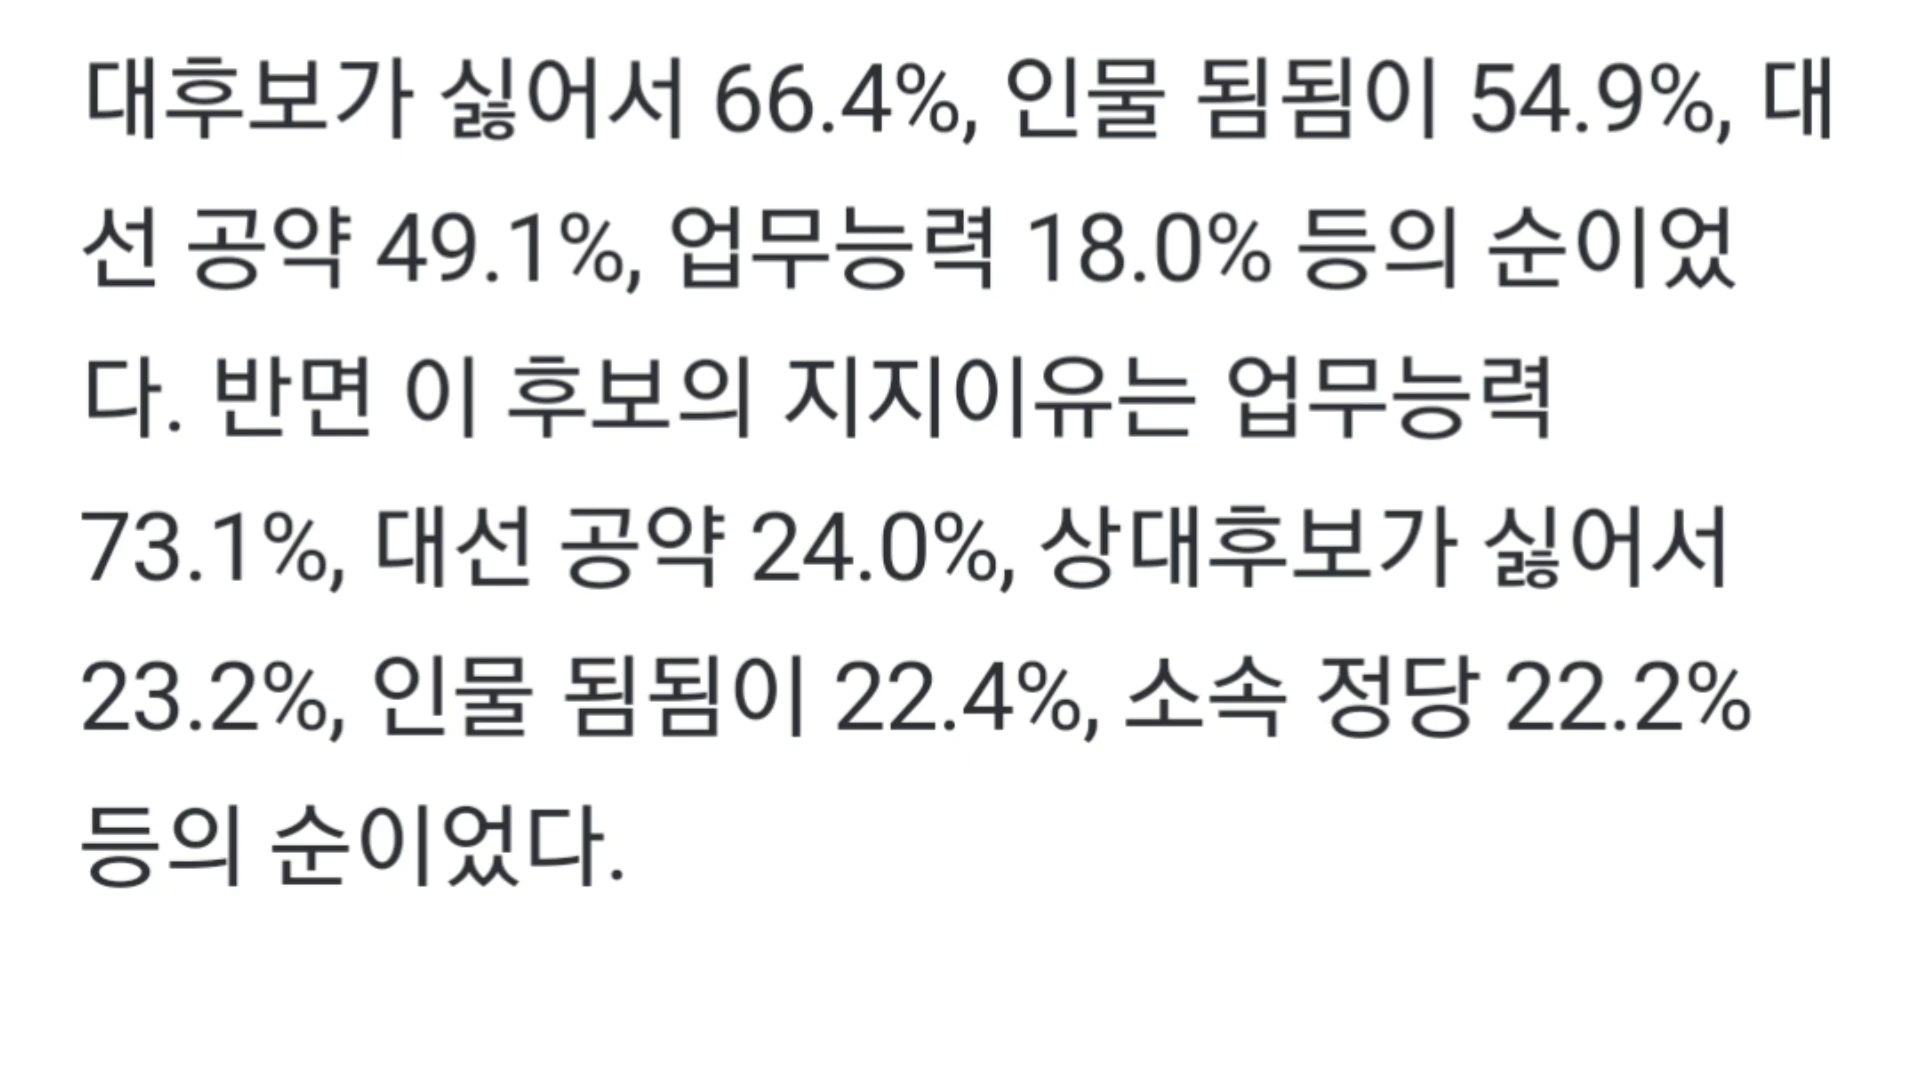 대후보가 싫어서 66.4%, 인물 됨됨이 54.9%, 대
선 공약 49.1%, 업무능력 18.0% 등의 순이었
다. 반면 이 후보의 지지이유는 업무능력
73.1%, 대선 공약 24.0%, 상대후보가 싫어서
23.2%, 인물 됨됨이 22.4%, 소속 정당 22.2%
등의 순이었다.